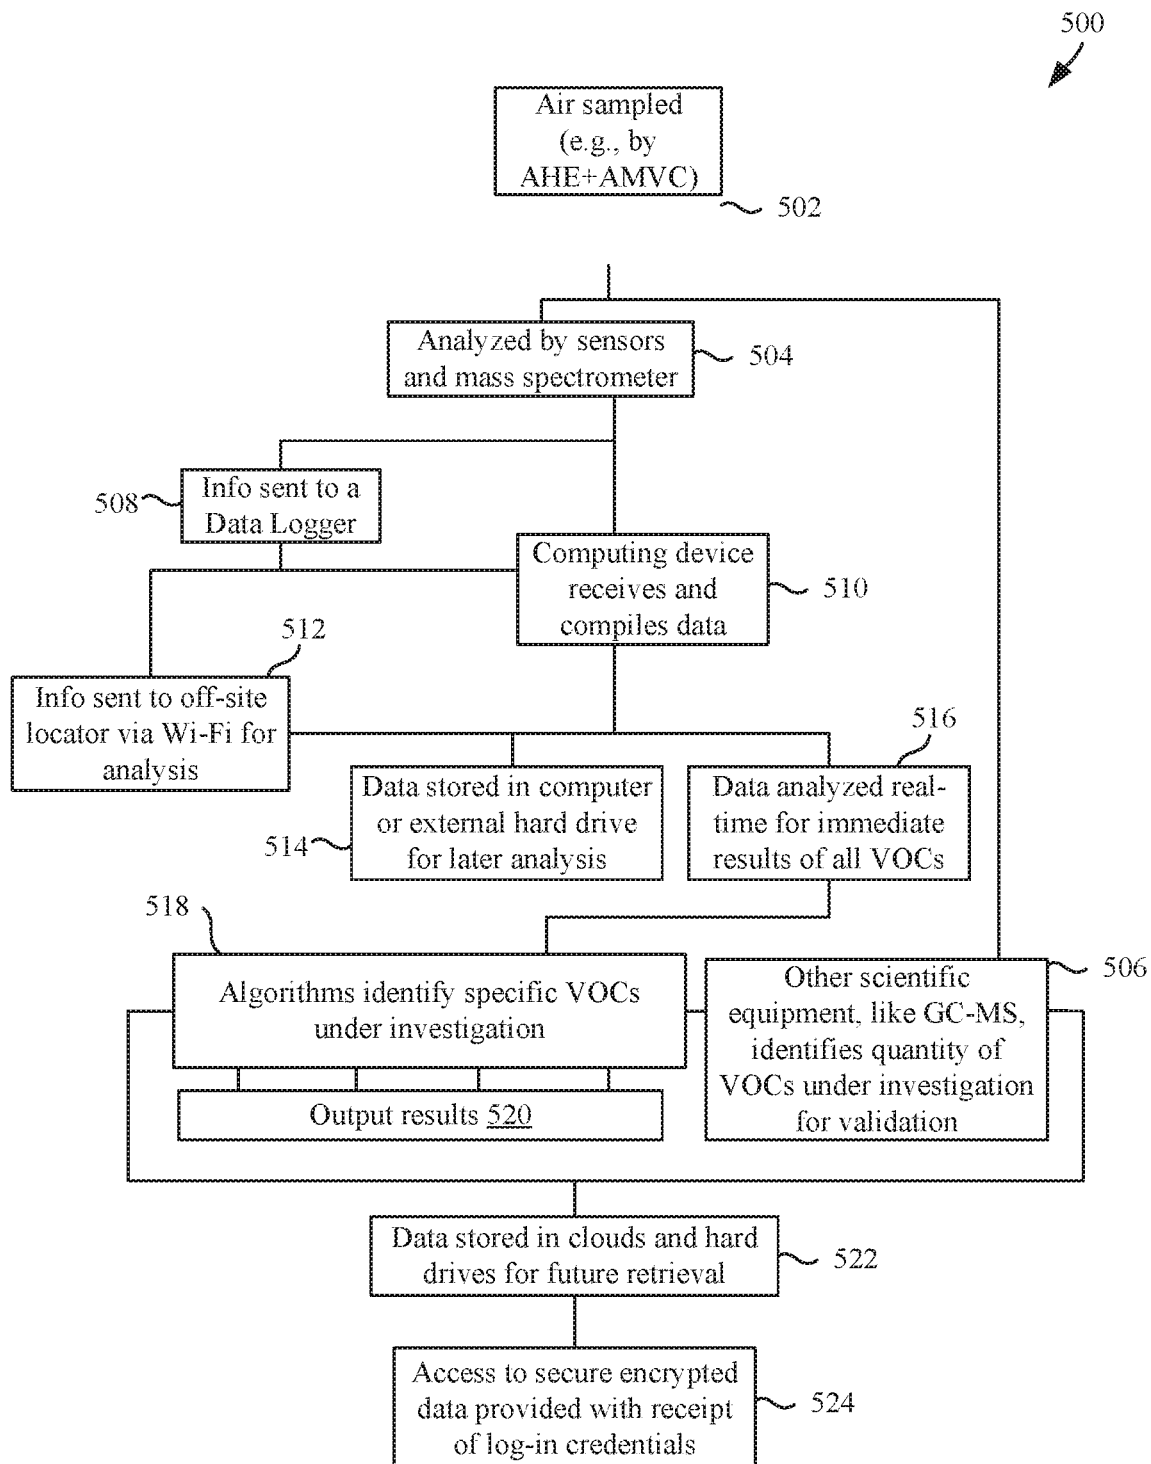 500
Air sampled
(e.g., by
AHE+AMVC)
502
Analyzed by sensors
and mass spectrometer
504
508
Info sent to a
Data Logger
Computing device
receives and
compiles data
510
512
Info sent to off-site
locator via Wi-Fi for
analysis
516
514
Data stored in computer
or external hard drive
for later analysis
Data analyzed real-
time for immediate
results of all VOCs
518
Algorithms identify specific VOCs
under investigation
506
Other scientific
equipment, like GC-MS,
identifies quantity of
VOCs under investigation
for validation
Output results 520
Data stored in clouds and hard
drives for future retrieval
522
Access to secure encrypted
data provided with receipt
of log-in credentials
524